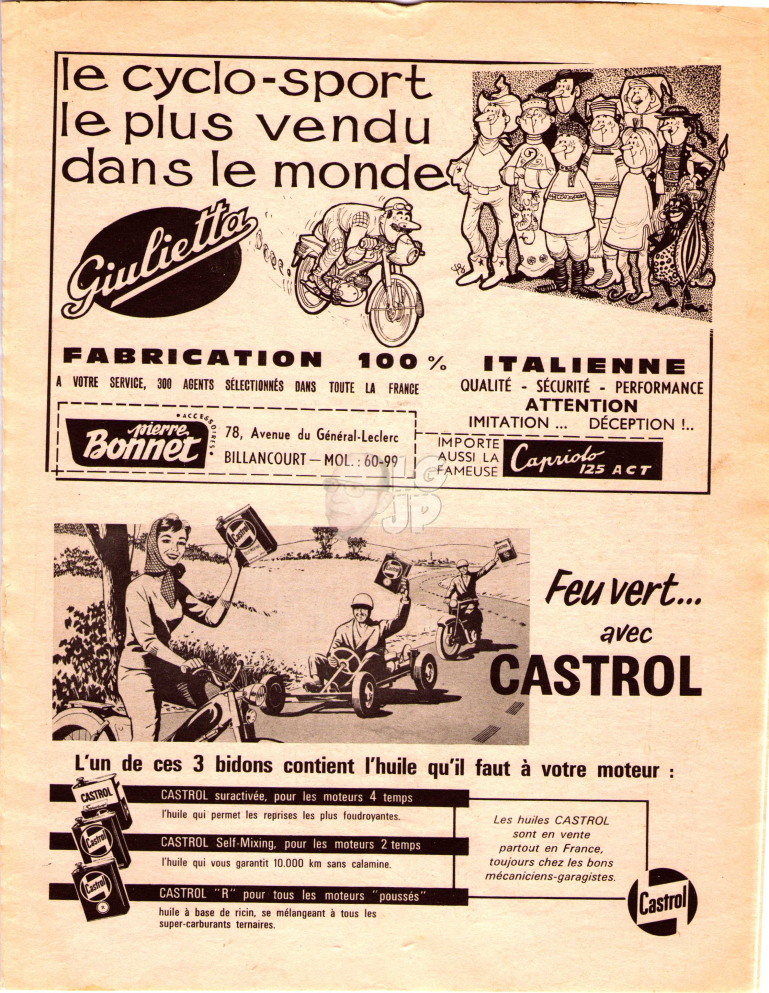 le cyclo-sport
le plus vendu
dans le monde
Giulietta
FABRICATION 100 % ITALIENNE
A VOTRE SERVICE, 300 AGENTS SÉLECTIONNÉS DANS TOUTE LA FRANCE
QUALITÉ - SÉCURITÉ - PERFORMANCE
ATTENTION
IMITATION ... DÉCEPTION !..
ACCESSOIRES
pierre
Bonnet
78, Avenue du Général-Leclerc
BILLANCOURT — MOL. : 60-99
IMPORTE
AUSSI LA
FAMEUSE
Capriolo
125 ACT
LG
JP
Feu vert...
avec
CASTROL
Castrol
L'un de ces 3 bidons contient l'huile qu'il faut à votre moteur :
CASTROL
CASTROL suractivée, pour les moteurs 4 temps
l'huile qui permet les reprises les plus foudroyantes.
Castrol
CASTROL Self-Mixing, pour les moteurs 2 temps
l'huile qui vous garantit 10.000 km sans calamine.
Castrol
CASTROL "R" pour tous les moteurs "poussés"
huile à base de ricin, se mélangeant à tous les
super-carburants ternaires.
Les huiles CASTROL
sont en vente
partout en France,
toujours chez les bons
mécaniciens-garagistes.
Castrol